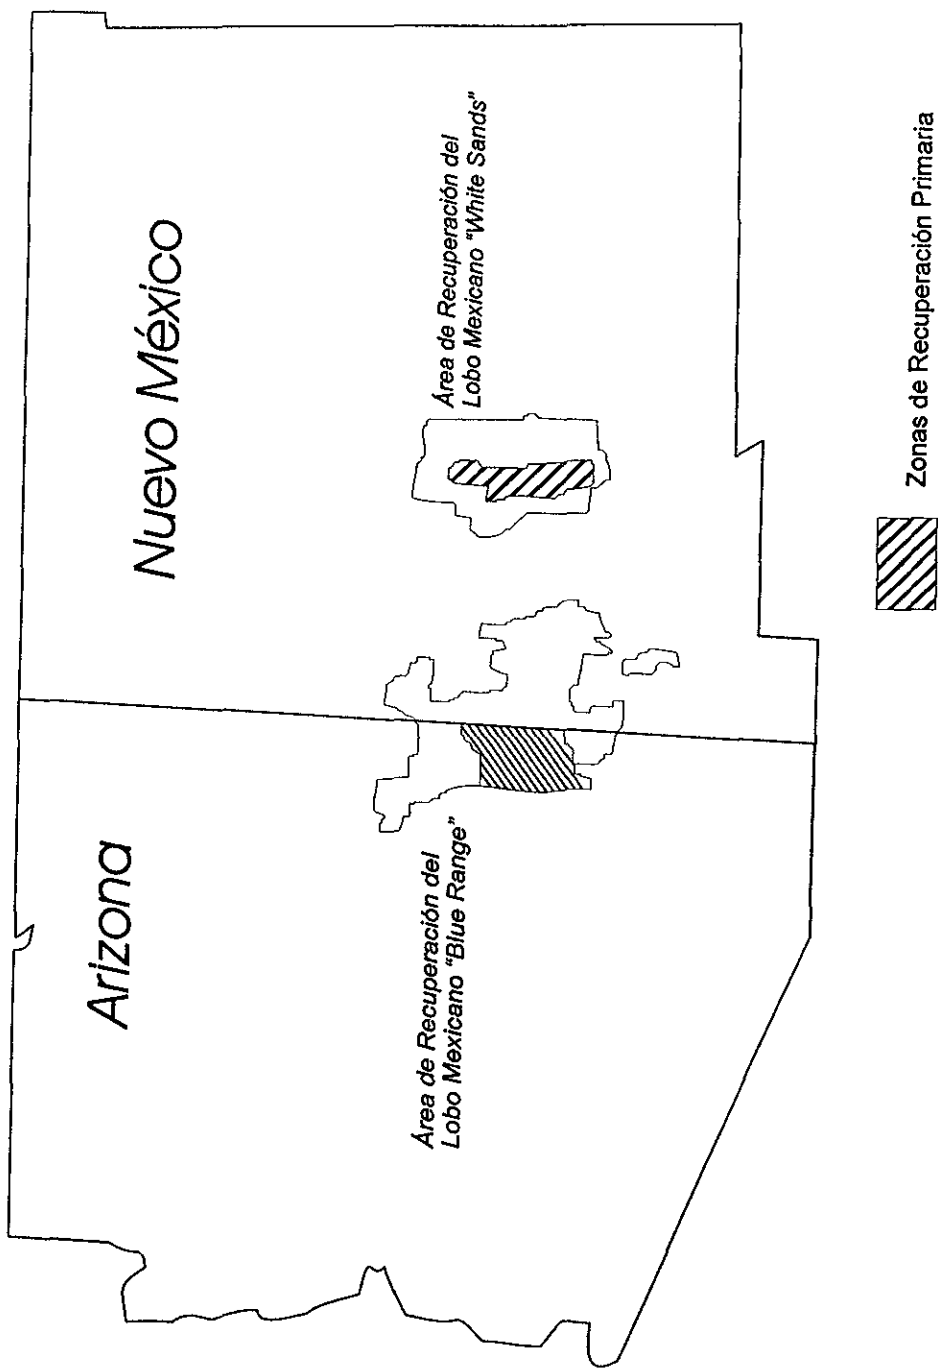 Arizona
Nuevo México
Área de Recuperación del
Lobo Mexicano "Blue Range"
Área de Recuperación del
Lobo Mexicano "White Sands"
Zonas de Recuperación Primaria